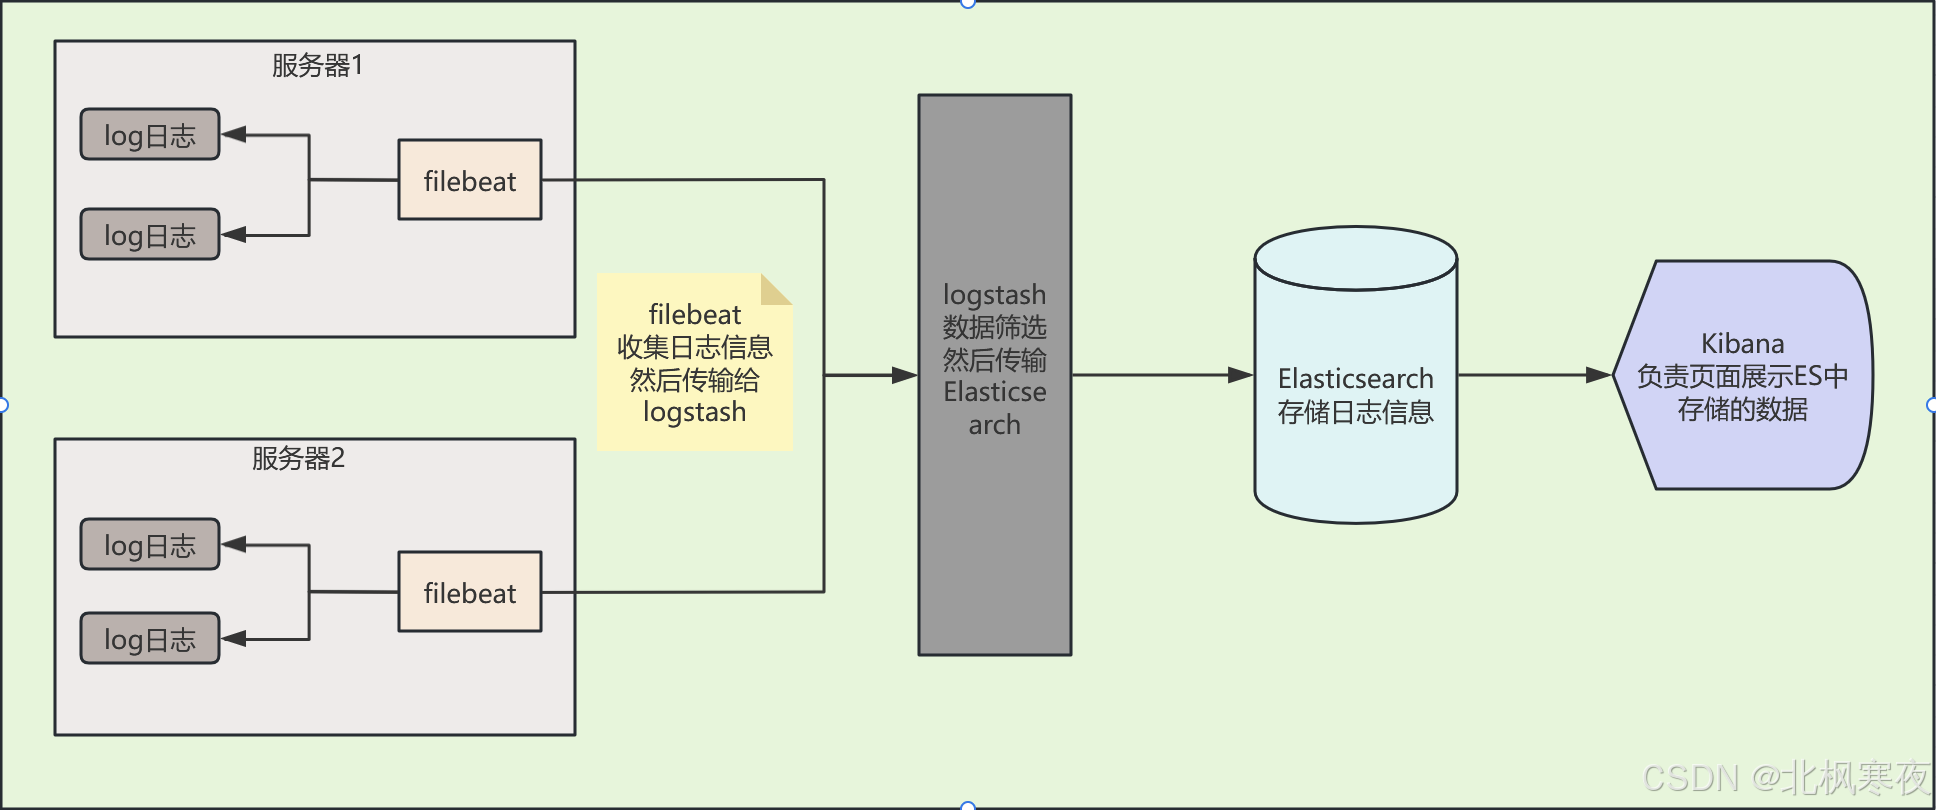 服务器1
log日志
filebeat
log日志
filebeat
收集日志信息
然后传输给
logstash
服务器2
log日志
filebeat
log日志
logstash
数据筛选
然后传输
Elasticse
arch
Elasticsearch
存储日志信息
Kibana
负责页面展示ES中
存储的数据
CSDN @北枫寒夜